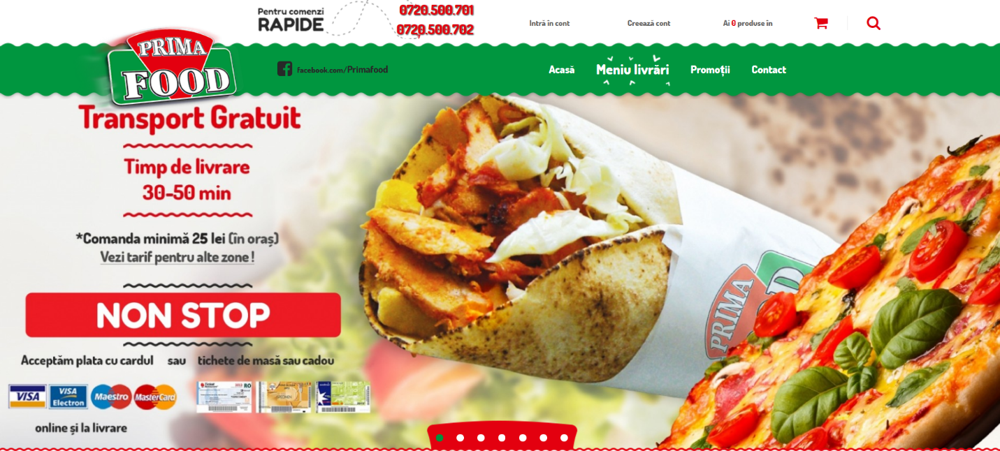 Pentru comenzi
RAPIDE
0720.500.701
0720.500.702
Intră în cont
Creează cont
Ai 0 produse în
PRIMA
FOOD
facebook.com/Primafood
Acasă
Meniu livrări
Promoții
Contact
Transport Gratuit
Timp de livrare
30-50 min
*Comanda minimă 25 lei (în oraș)
Vezi tarif pentru alte zone!
NON STOP
Acceptăm plata cu cardul sau tichete de masă sau cadou
VISA
VISA
Electron
Maestro
MasterCard
online și la livrare
PRIMA